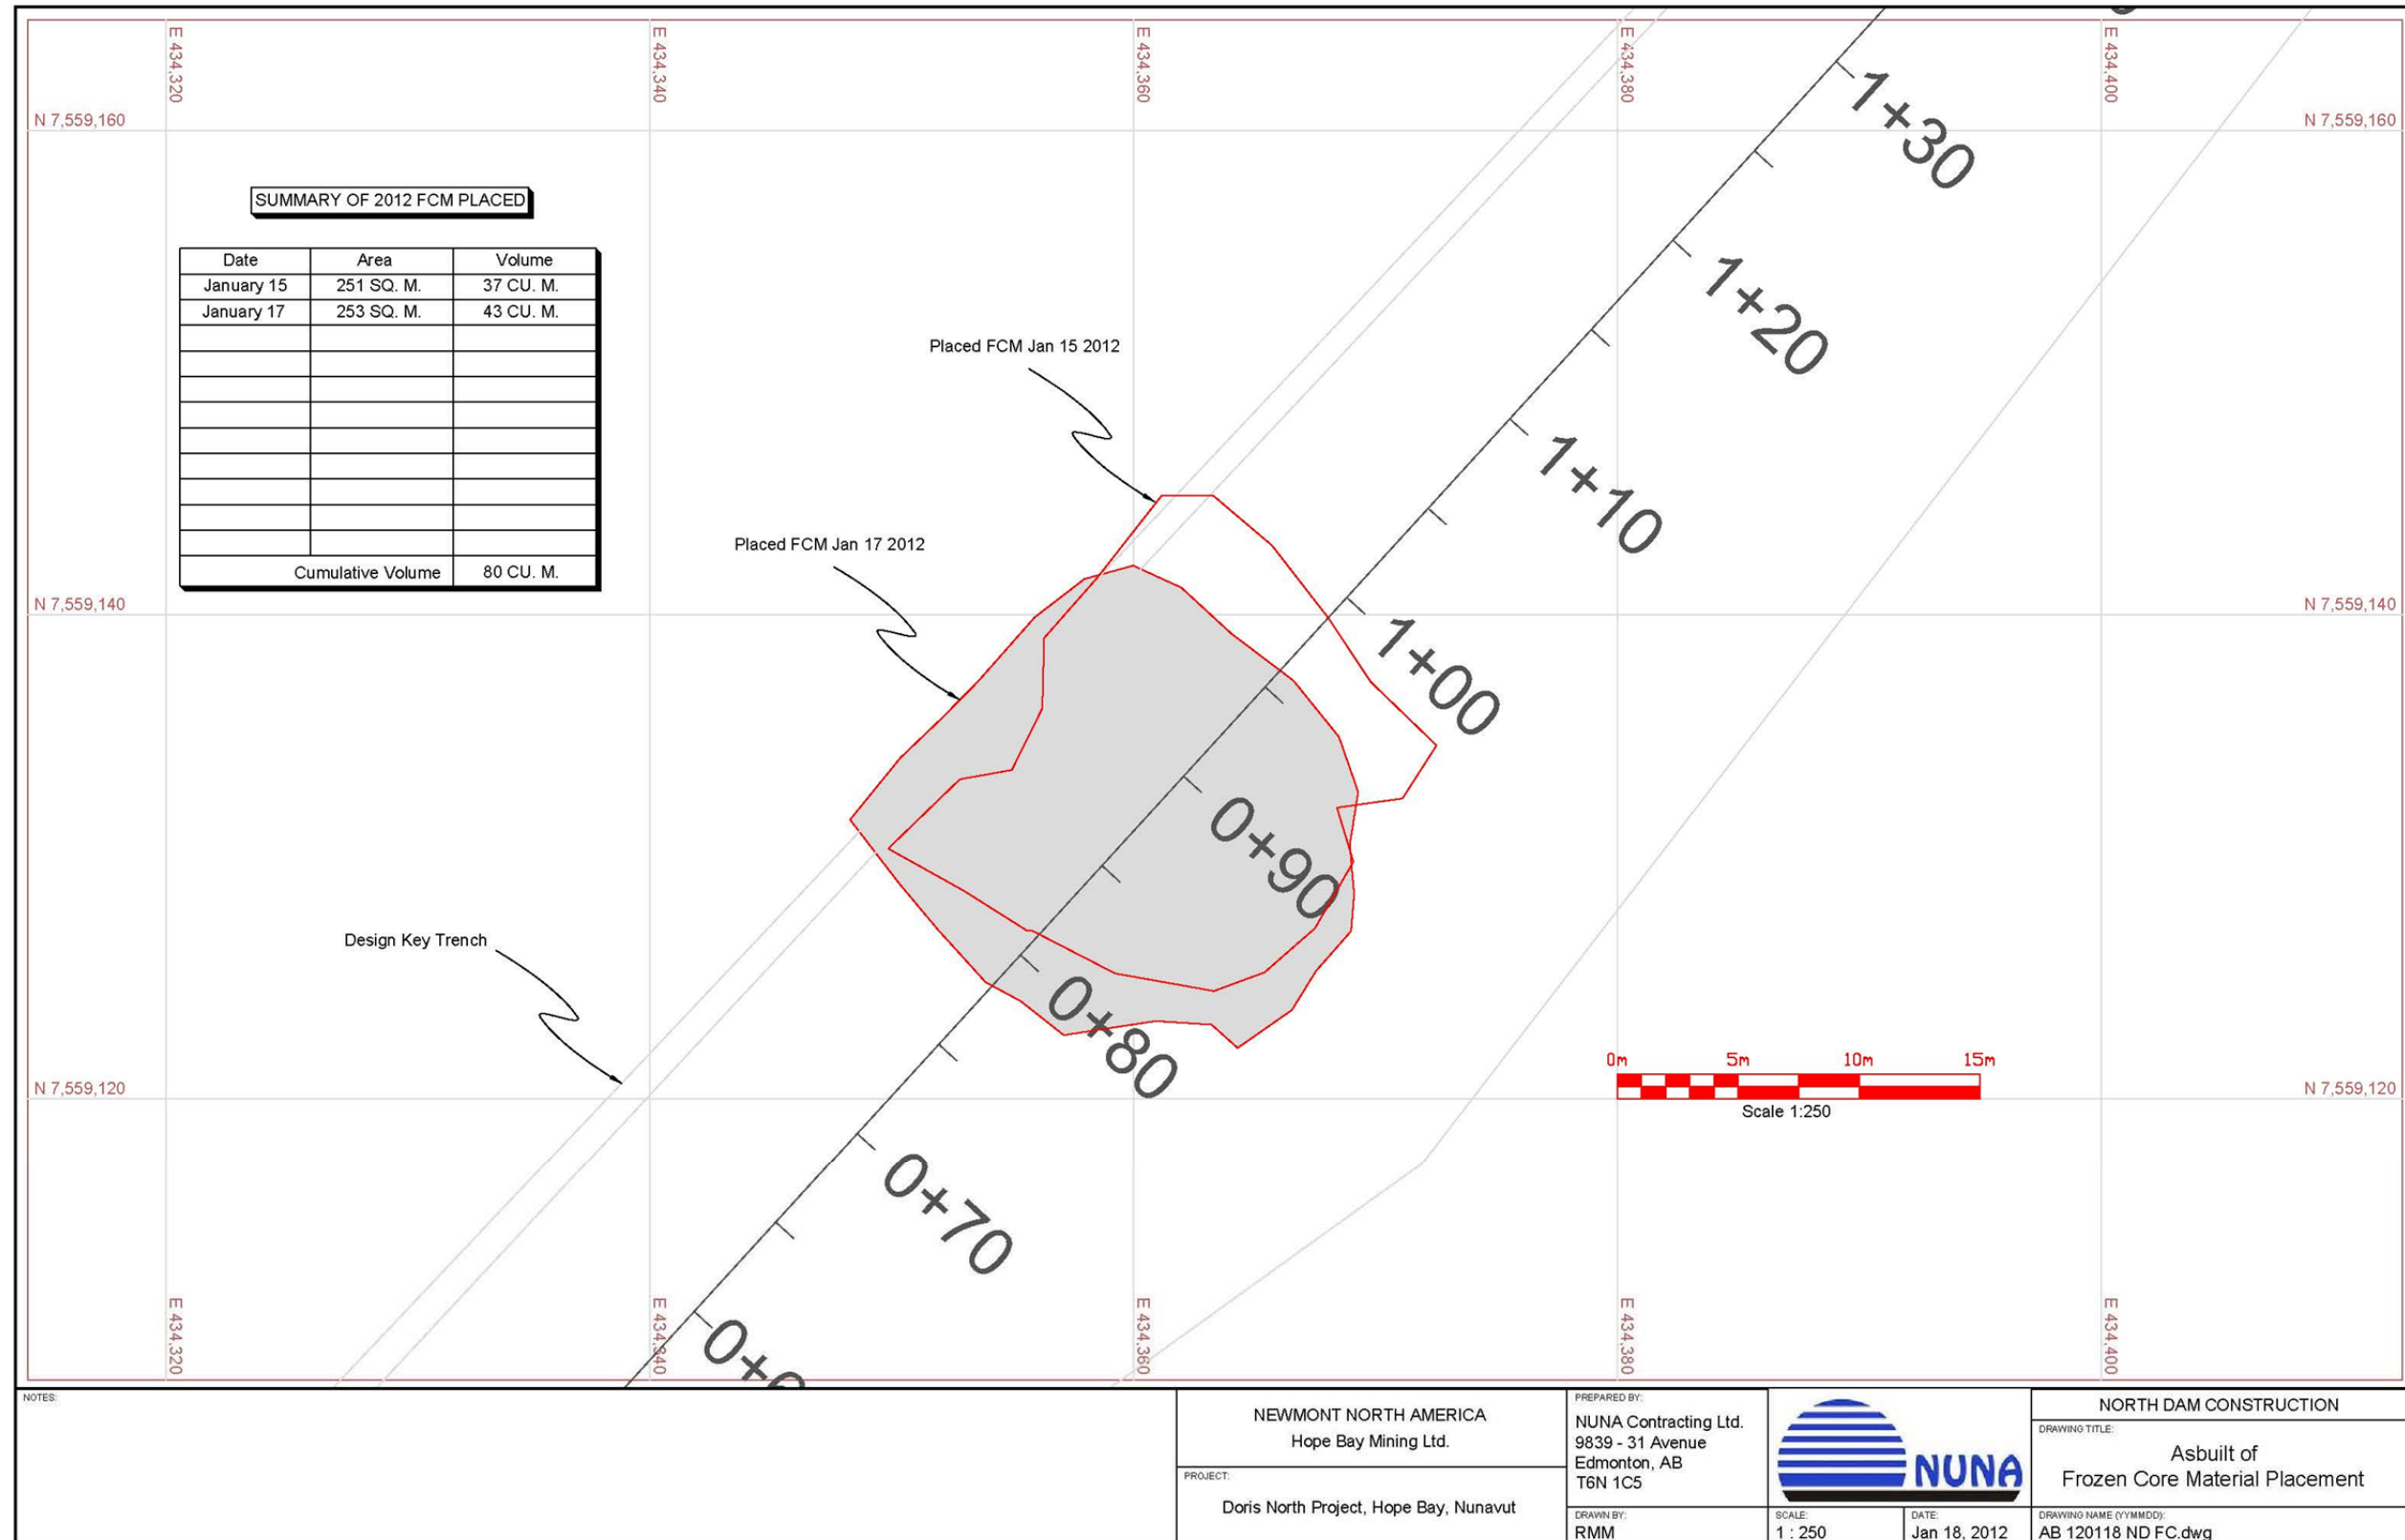 E 434,320
E 434,340
E 434,360
E 434,380
E 434,400
N 7,559,160
N 7,559,160
SUMMARY OF 2012 FCM PLACED
Date Area Volume
January 15 251 SQ. M. 37 CU. M.
January 17 253 SQ. M. 43 CU. M.
Cumulative Volume 80 CU. M.
1+30
1+20
1+10
1+00
0+90
0+80
0+70
Placed FCM Jan 15 2012
Placed FCM Jan 17 2012
N 7,559,140
N 7,559,140
Design Key Trench
0m 5m 10m 15m
Scale 1:250
N 7,559,120
N 7,559,120
E 434,320
E 434,340
E 434,360
E 434,380
E 434,400
NOTES:
NEWMONT NORTH AMERICA
Hope Bay Mining Ltd.
PROJECT:
Doris North Project, Hope Bay, Nunavut
PREPARED BY:
NUNA Contracting Ltd.
9839 - 31 Avenue
Edmonton, AB
T6N 1C5
DRAWN BY:
RMM
NUNA
SCALE:
1 : 250
DATE:
Jan 18, 2012
NORTH DAM CONSTRUCTION
DRAWING TITLE:
Asbuilt of
Frozen Core Material Placement
DRAWING NAME (YYMMDD):
AB 120118 ND FC.dwg